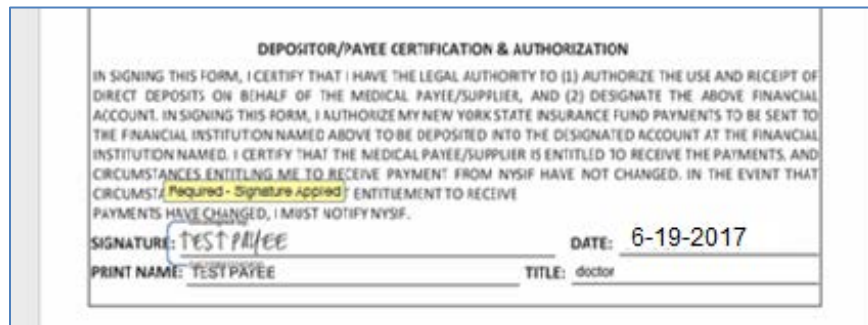 DEPOSITOR/PAYEE CERTIFICATION & AUTHORIZATION
IN SIGNING THIS FORM, I CERTIFY THAT I HAVE THE LEGAL AUTHORITY TO (1) AUTHORIZE THE USE AND RECEIPT OF
DIRECT DEPOSITS ON BEHALF OF THE MEDICAL PAYEE/SUPPLIER, AND (2) DESIGNATE THE ABOVE FINANCIAL
ACCOUNT. IN SIGNING THIS FORM, I AUTHORIZE MY NEW YORK STATE INSURANCE FUND PAYMENTS TO BE SENT TO
THE FINANCIAL INSTITUTION NAMED ABOVE TO BE DEPOSITED INTO THE DESIGNATED ACCOUNT AT THE FINANCIAL
INSTITUTION NAMED. I CERTIFY THAT THE MEDICAL PAYEE/SUPPLIER IS ENTITLED TO RECEIVE THE PAYMENTS, AND
CIRCUMSTANCES ENTITLING ME TO RECEIVE PAYMENT FROM NYSIF HAVE NOT CHANGED. IN THE EVENT THAT
CIRCUMSTA Required - Signature Applied ENTITLEMENT TO RECEIVE
PAYMENTS HAVE CHANGED, I MUST NOTIFY NYSIF.
SIGNATURE: TEST PAYEE DATE: 6-19-2017
PRINT NAME: TEST PAYEE TITLE: doctor